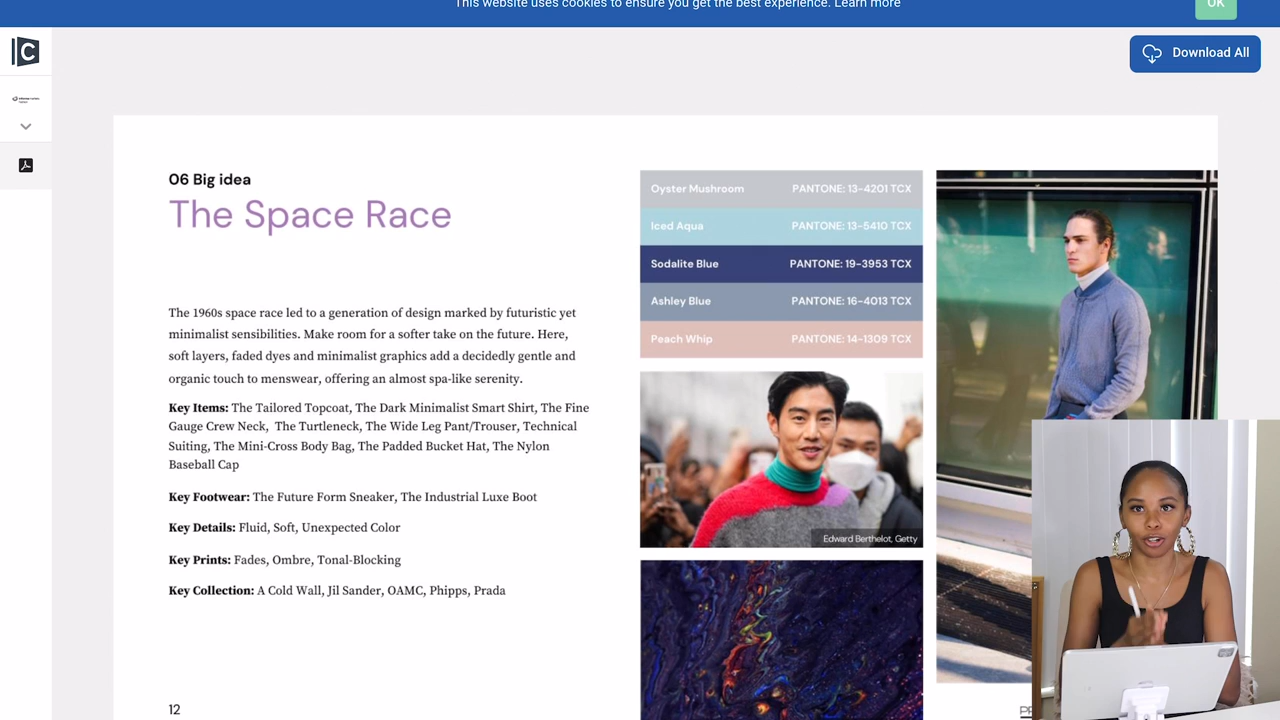 This website uses cookies to ensure you get the best experience. Learn more
OK
Download All
06 Big idea
The Space Race
The 1960s space race led to a generation of design marked by futuristic yet
minimalist sensibilities. Make room for a softer take on the future. Here,
soft layers, faded dyes and minimalist graphics add a decidedly gentle and
organic touch to menswear, offering an almost spa-like serenity.
Key Items: The Tailored Topcoat, The Dark Minimalist Smart Shirt, The Fine
Gauge Crew Neck, The Turtleneck, The Wide Leg Pant/Trouser, Technical
Suiting, The Mini-Cross Body Bag, The Padded Bucket Hat, The Nylon
Baseball Cap
Key Footwear: The Future Form Sneaker, The Industrial Luxe Boot
Key Details: Fluid, Soft, Unexpected Color
Key Prints: Fades, Ombre, Tonal-Blocking
Key Collection: A Cold Wall, Jil Sander, OAMC, Phipps, Prada
12
Oyster Mushroom PANTONE: 13-4201 TCX
Iced Aqua PANTONE: 13-5410 TCX
Sodalite Blue PANTONE: 19-3953 TCX
Ashley Blue PANTONE: 16-4013 TCX
Peach Whip PANTONE: 14-1309 TCX
Edward Berthelot, Getty